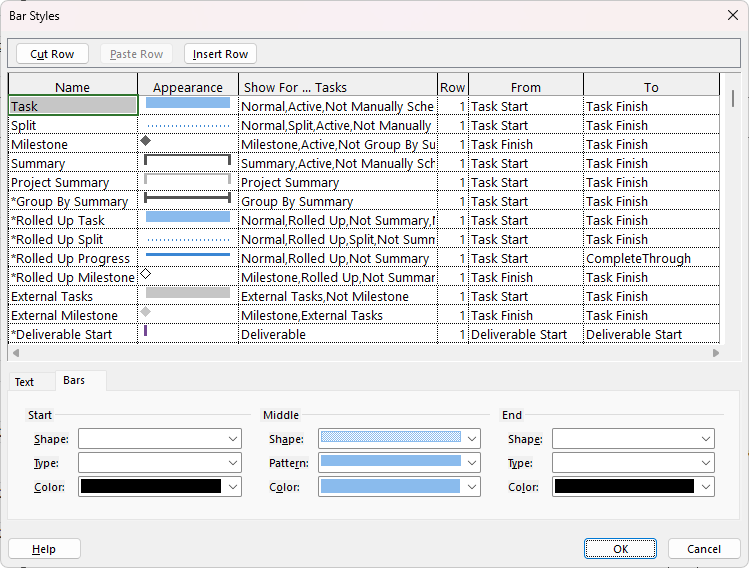 Bar Styles
Cut Row Paste Row Insert Row
Name Appearance Show For ... Tasks Row From To
Task Normal,Active,Not Manually Sche 1 Task Start Task Finish
Split Normal,Split,Active,Not Manually 1 Task Start Task Finish
Milestone Milestone,Active,Not Group By Su 1 Task Finish Task Finish
Summary Summary,Active,Not Manually Sch 1 Task Start Task Finish
Project Summary Project Summary 1 Task Start Task Finish
*Group By Summary Group By Summary 1 Task Start Task Finish
*Rolled Up Task Normal,Rolled Up,Not Summary, 1 Task Start Task Finish
*Rolled Up Split Normal,Rolled Up,Split,Not Summ 1 Task Start Task Finish
*Rolled Up Progress Normal,Rolled Up,Not Summary 1 Task Start CompleteThrough
*Rolled Up Milestone Milestone,Rolled Up,Not Summar 1 Task Finish Task Finish
External Tasks External Tasks,Not Milestone 1 Task Start Task Finish
External Milestone Milestone,External Tasks 1 Task Finish Task Finish
*Deliverable Start Deliverable 1 Deliverable Start Deliverable Start
Text Bars
Start Middle End
Shape: Shape: Shape:
Type: Pattern: Type:
Color: Color: Color:
Help OK Cancel